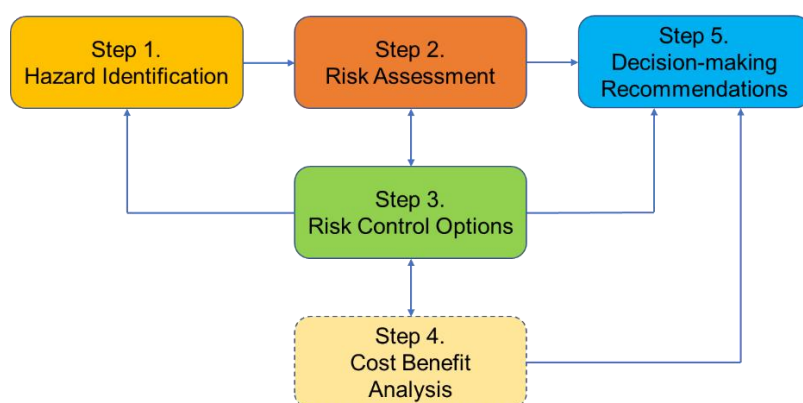 Step 1.
Hazard Identification
Step 2.
Risk Assessment
Step 5.
Decision-making
Recommendations
Step 3.
Risk Control Options
Step 4.
Cost Benefit
Analysis